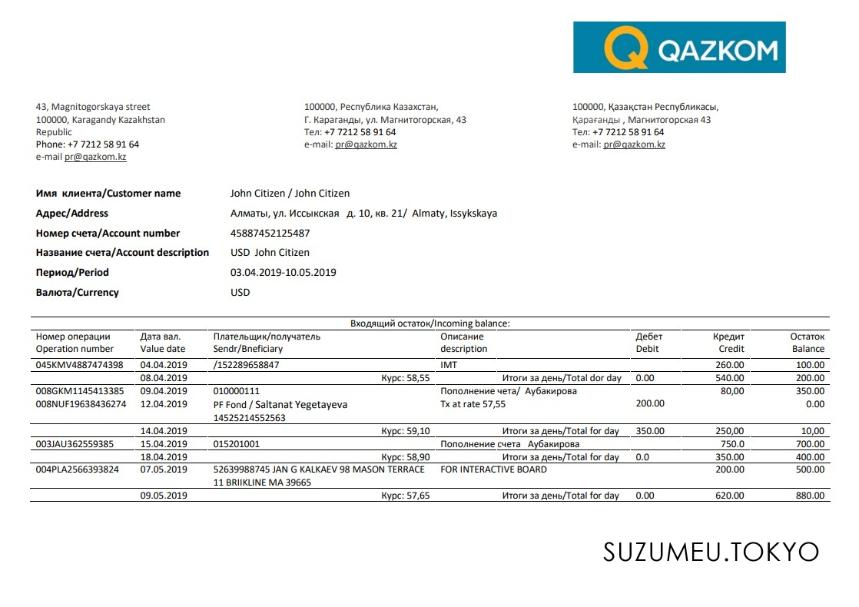 QAZKOM
43, Magnitogorskaya street
100000, Karagandy Kazakhstan
Republic
Phone: +7 7212 58 91 64
e-mail pr@qazkom.kz
100000, Республика Казахстан,
Г. Караганды, ул. Магнитогорская, 43
Тел: +7 7212 58 91 64
e-mail: pr@qazkom.kz
100000, Қазақстан Республикасы,
Қарағанды , Магнитогорская 43
Тел: +7 7212 58 91 64
e-mail: pr@qazkom.kz
Имя клиента/Customer name John Citizen / John Citizen
Адрес/Address Алматы, ул. Иссыкская д. 10, кв. 21/ Almaty, Issykskaya
Номер счета/Account number 45887452125487
Название счета/Account description USD John Citizen
Период/Period 03.04.2019-10.05.2019
Валюта/Currency USD
Входящий остаток/Incoming balance:
Номер операции Дата вал. Плательщик/получатель Описание Дебет Кредит Остаток
Operation number Value date Sendr/Bneficiary description Debit Credit Balance
045KMV4887474398 04.04.2019 /152289658847 IMT 260.00 100.00
08.04.2019 Курс: 58,55 Итоги за день/Total dor day 0.00 540.00 200.00
008GKM1145413385 09.04.2019 010000111 Пополнение чета/ Аубакирова 80,00 350.00
008NUF19638436274 12.04.2019 PF Fond / Saltanat Yegetayeva Tx at rate 57,55 200.00 0.00
14525214552563
14.04.2019 Курс: 59,10 Итоги за день/Total for day 350.00 250,00 10,00
003JAU362559385 15.04.2019 015201001 Пополнение счета Аубакирова 750.0 700.00
18.04.2019 Курс: 58,90 Итоги за день/Total for day 0.0 350.00 400.00
004PLA2566393824 07.05.2019 52639988745 JAN G KALKAEV 98 MASON TERRACE FOR INTERACTIVE BOARD 200.00 500.00
11 BRIIKLINE MA 39665
09.05.2019 Курс: 57,65 Итоги за день/Total for day 0.00 620.00 880.00
SUZUMEU.TOKYO